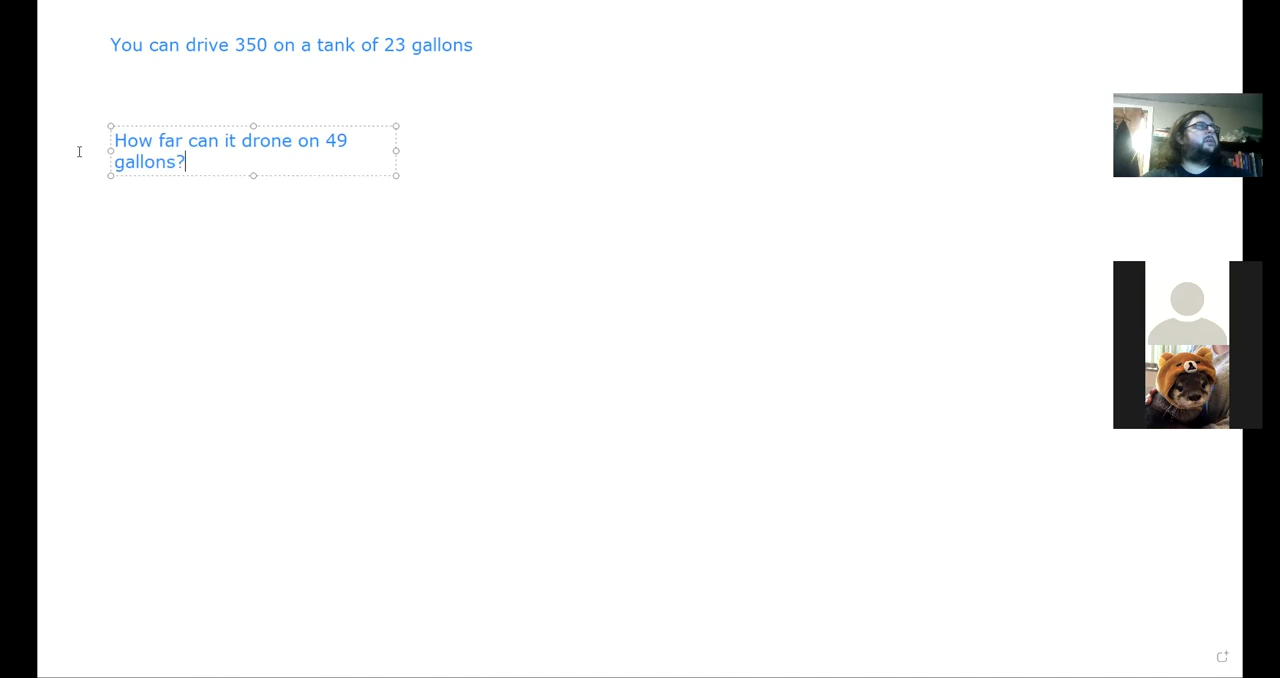 You can drive 350 on a tank of 23 gallons
How far can it drone on 49
gallons?